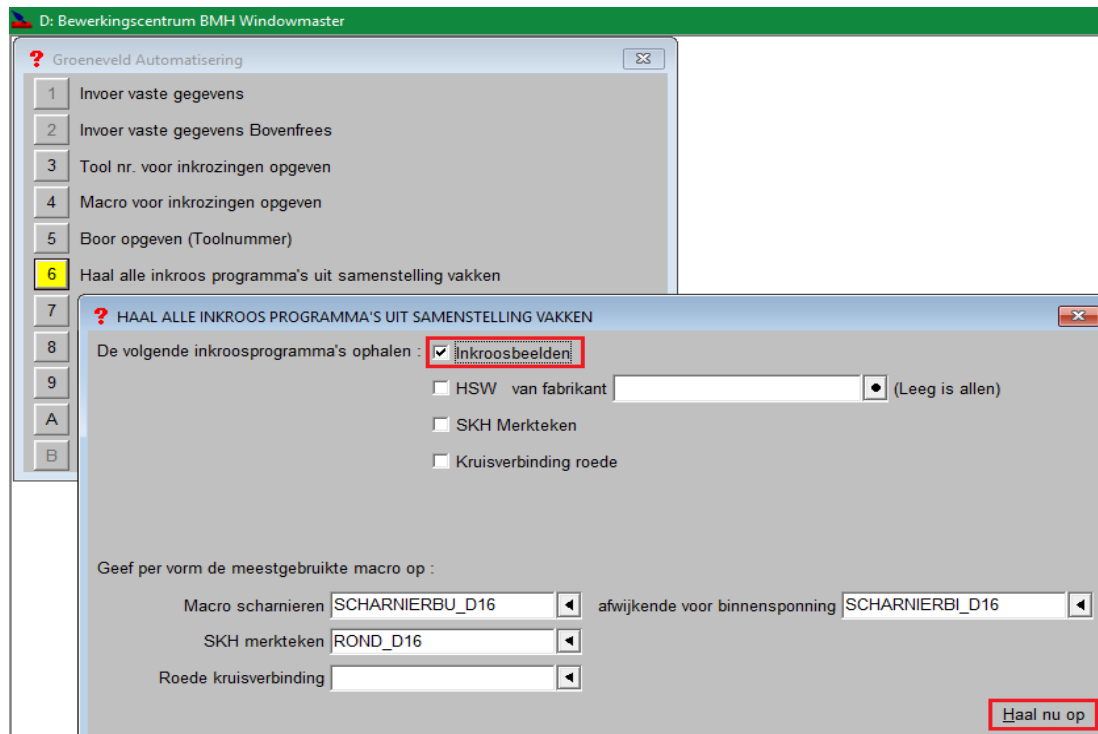 D: Bewerkingscentrum BMH Windowmaster
? Groeneveld Automatisering
1 Invoer vaste gegevens
2 Invoer vaste gegevens Bovenfrees
3 Tool nr. voor inkrozingen opgeven
4 Macro voor inkrozingen opgeven
5 Boor opgeven (Toolnummer)
6 Haal alle inkroos programma's uit samenstelling vakken
7
8
9
A
B
? HAAL ALLE INKROOS PROGRAMMA'S UIT SAMENSTELLING VAKKEN
De volgende inkroosprogramma's ophalen : Inkroosbeelden
HSW van fabrikant (Leeg is allen)
SKH Merkteken
Kruisverbinding roede
Geef per vorm de meestgebruikte macro op :
Macro scharnieren SCHARNIERBU_D16 afwijkende voor binnensponning SCHARNIERBI_D16
SKH merkteken ROND_D16
Roede kruisverbinding
Haal nu op